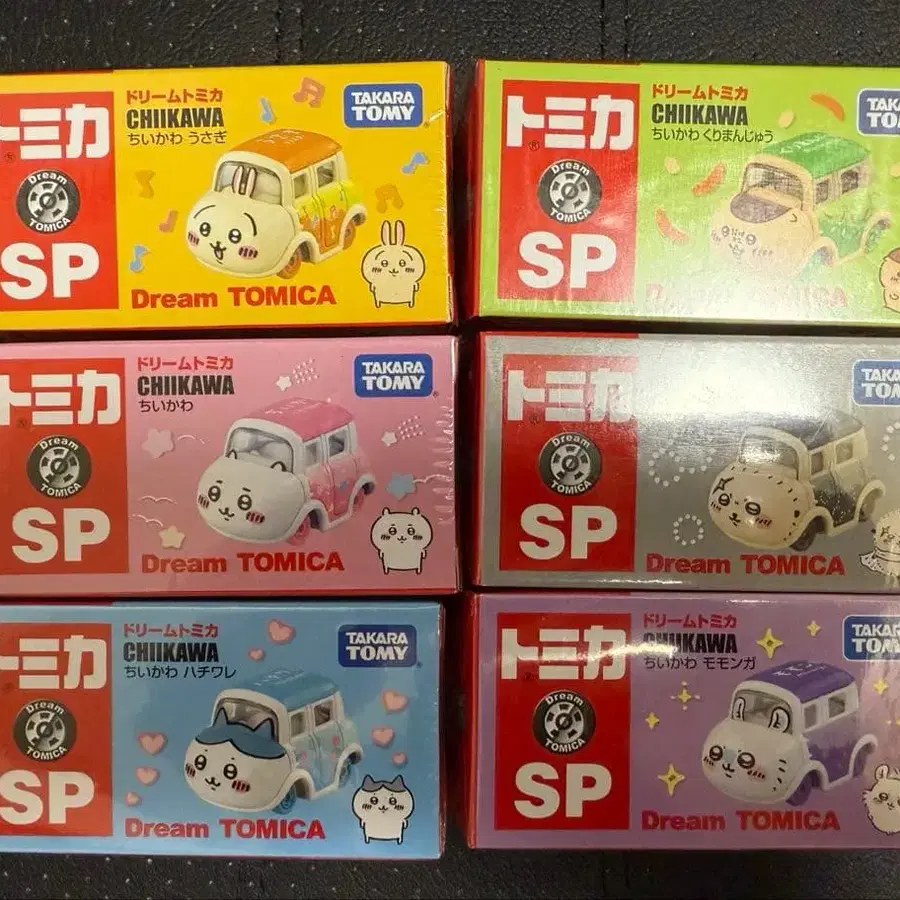 トミカ
Dream
TOMICA
SP
ドリームトミカ
CHIIKAWA
ちいかわ うさぎ
TAKARA
TOMY
Dream TOMICA
トミカ
Dream
TOMICA
SP
ドリームトミカ
CHIIKAWA
ちいかわ くりまんじゅう
TAKARA
TOMY
Dream TOMICA
トミカ
Dream
TOMICA
SP
ドリームトミカ
CHIIKAWA
ちいかわ
TAKARA
TOMY
Dream TOMICA
トミカ
Dream
TOMICA
SP
TAKARA
TOMY
Dream TOMICA
トミカ
Dream
TOMICA
SP
ドリームトミカ
CHIIKAWA
ちいかわ ハチワレ
TAKARA
TOMY
Dream TOMICA
トミカ
Dream
TOMICA
SP
ドリームトミカ
CHIIKAWA
ちいかわ モモンガ
TAKARA
TOMY
Dream TOMICA